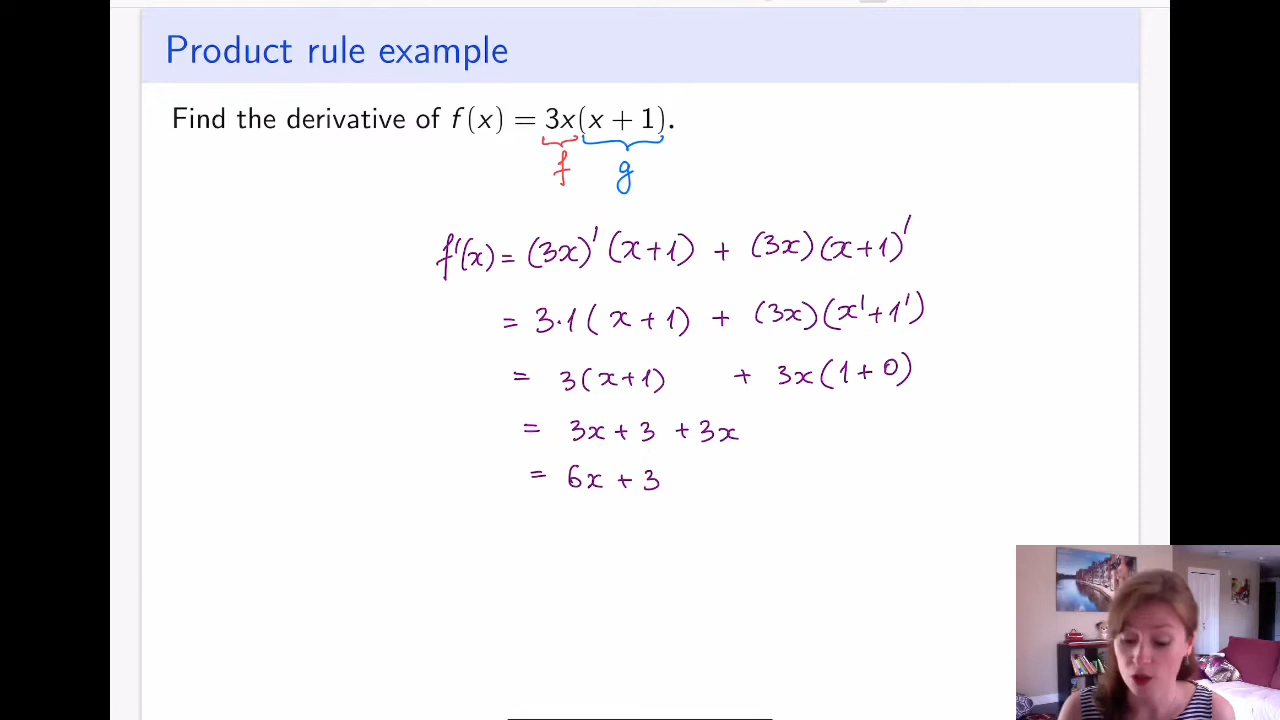 Product rule example
Find the derivative of f(x) = 3x(x + 1).
f g
f'(x) = (3x)' (x+1) + (3x) (x+1)'
= 3·1 (x+1) + (3x)(x'+1')
= 3(x+1) + 3x(1+0)
= 3x + 3 + 3x
= 6x + 3